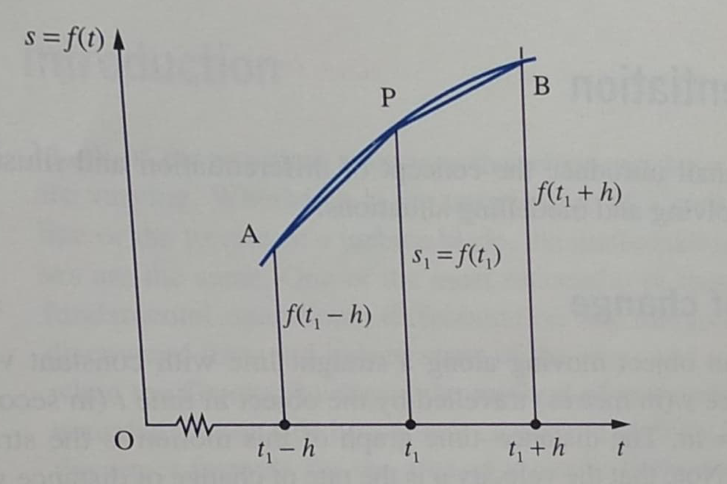 s = f(t)
P
B
A
f(t₁ + h)
s₁ = f(t₁)
f(t₁ − h)
O
t₁ − h
t₁
t₁ + h
t